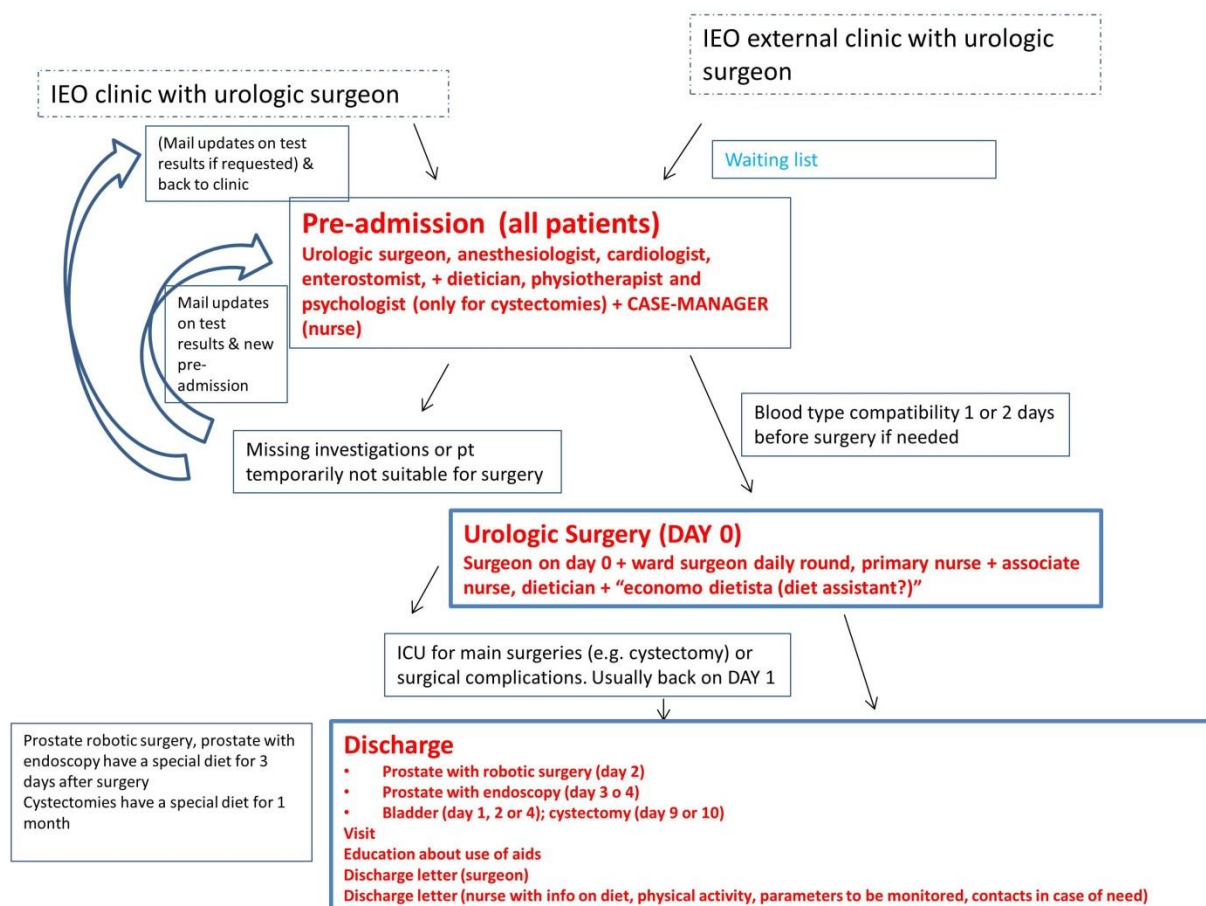 IEO external clinic with urologic
surgeon
IEO clinic with urologic surgeon
(Mail updates on test
results if requested) &
back to clinic
Waiting list
Pre-admission (all patients)
Urologic surgeon, anesthesiologist, cardiologist,
enterostomist, + dietician, physiotherapist and
psychologist (only for cystectomies) + CASE-MANAGER
(nurse)
Mail updates
on test
results & new
pre-
admission
Missing investigations or pt
temporarily not suitable for surgery
Blood type compatibility 1 or 2 days
before surgery if needed
Urologic Surgery (DAY 0)
Surgeon on day 0 + ward surgeon daily round, primary nurse + associate
nurse, dietician + “economo dietista (diet assistant?)”
ICU for main surgeries (e.g. cystectomy) or
surgical complications. Usually back on DAY 1
Prostate robotic surgery, prostate with
endoscopy have a special diet for 3
days after surgery
Cystectomies have a special diet for 1
month
Discharge
• Prostate with robotic surgery (day 2)
• Prostate with endoscopy (day 3 o 4)
• Bladder (day 1, 2 or 4); cystectomy (day 9 or 10)
Visit
Education about use of aids
Discharge letter (surgeon)
Discharge letter (nurse with info on diet, physical activity, parameters to be monitored, contacts in case of need)